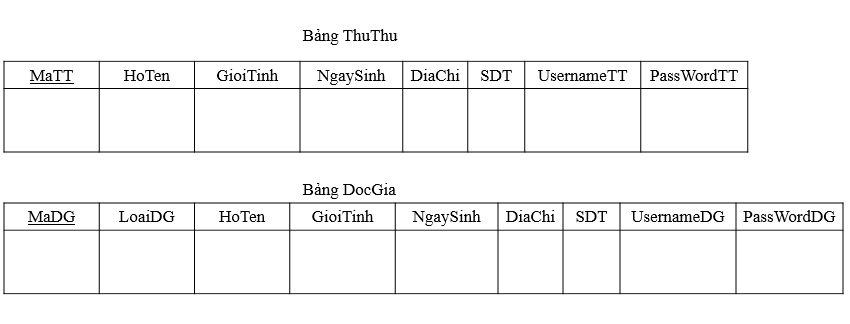 Bảng ThuThu
MaTT HoTen GioiTinh NgaySinh DiaChi SDT UsernameTT PassWordTT
Bảng DocGia
MaDG LoaiDG HoTen GioiTinh NgaySinh DiaChi SDT UsernameDG PassWordDG